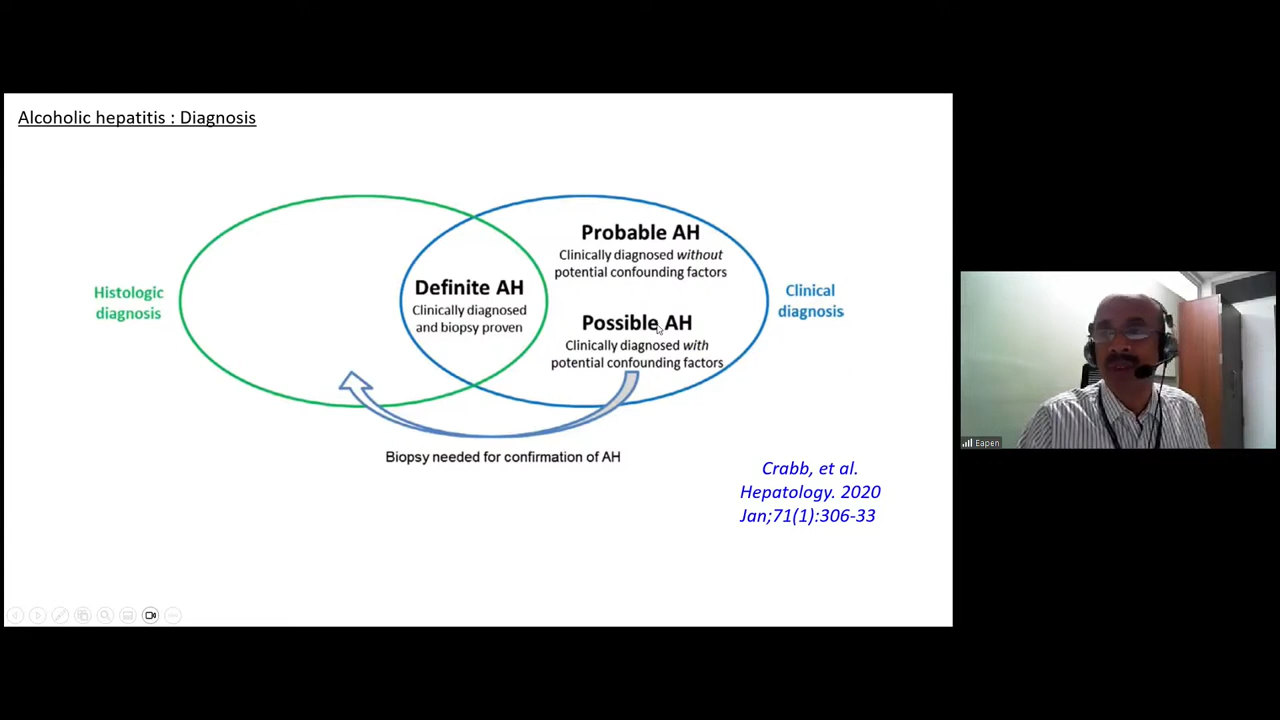 Alcoholic hepatitis : Diagnosis
Histologic
diagnosis
Definite AH
Clinically diagnosed
and biopsy proven
Probable AH
Clinically diagnosed without
potential confounding factors
Possible AH
Clinically diagnosed with
potential confounding factors
Clinical
diagnosis
Biopsy needed for confirmation of AH
Crabb, et al.
Hepatology. 2020
Jan;71(1):306-33
Eapen